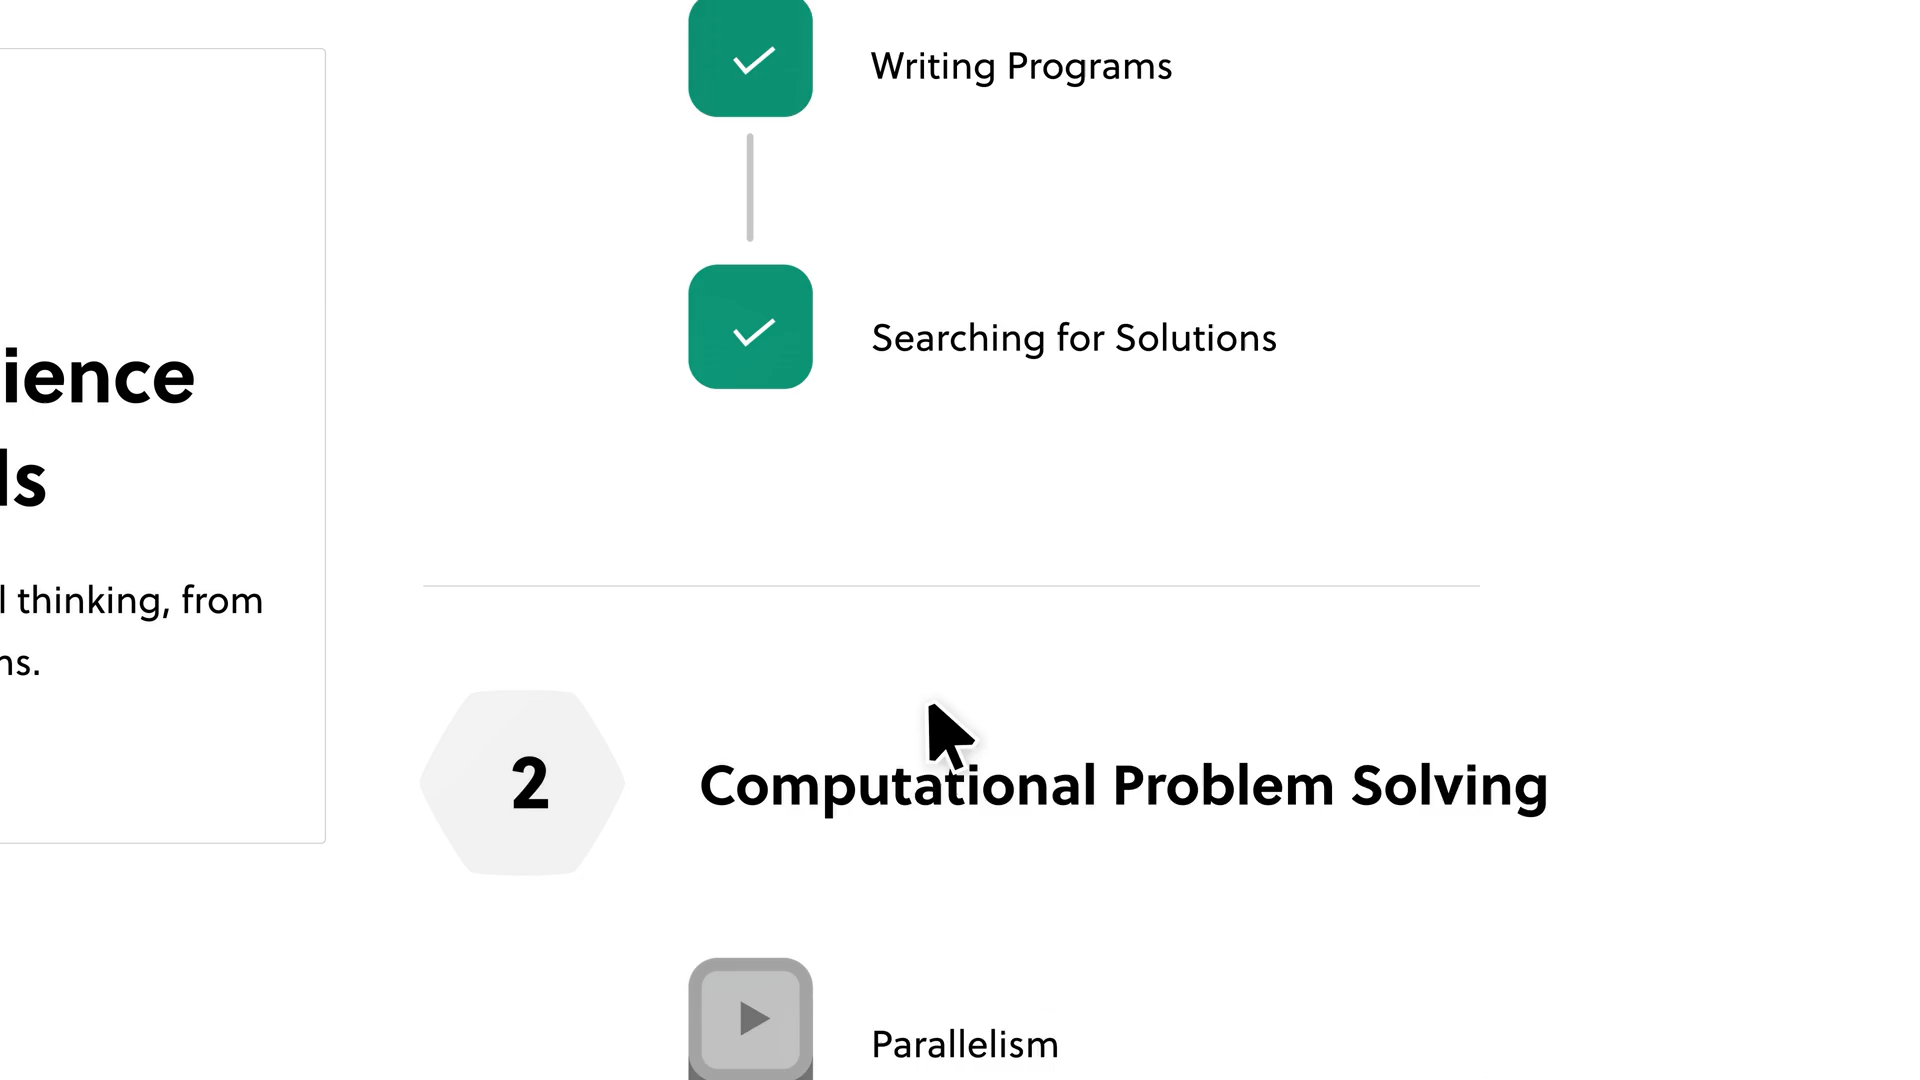 Writing Programs
Searching for Solutions
ience
ls
l thinking, from
ns.
2
Computational Problem Solving
Parallelism